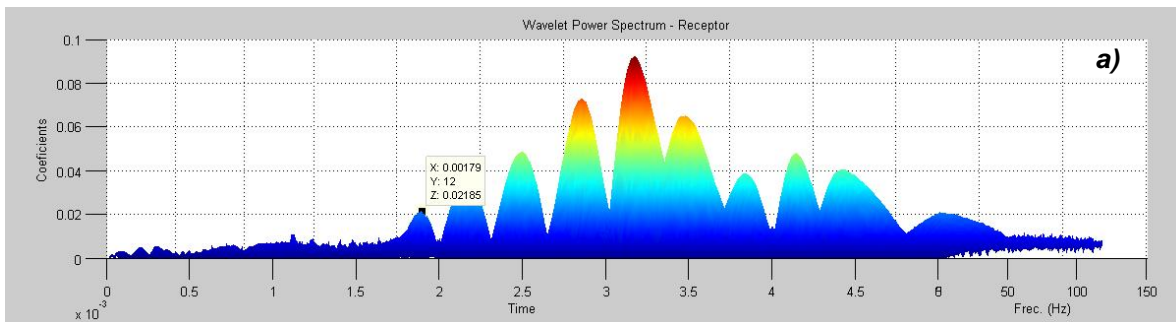 Wavelet Power Spectrum - Receptor
a)
0.1
0.08
0.06
0.04
0.02
0
Coeficients
X: 0.00179
Y: 12
Z: 0.02185
0 0.5 1 1.5 2 2.5 3 3.5 4 4.5 50 100 150
x 10⁻³ Time Frec. (Hz)